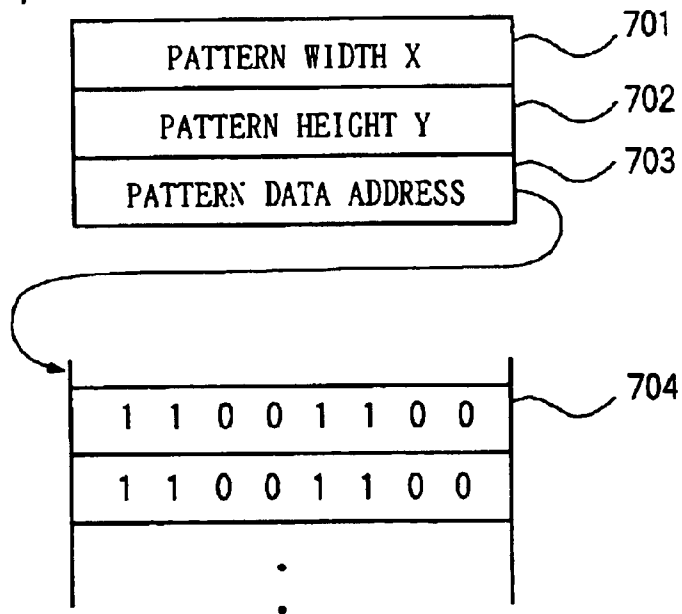 701
PATTERN WIDTH X
702
PATTERN HEIGHT Y
703
PATTERN DATA ADDRESS
704
1 1 0 0 1 1 0 0
1 1 0 0 1 1 0 0